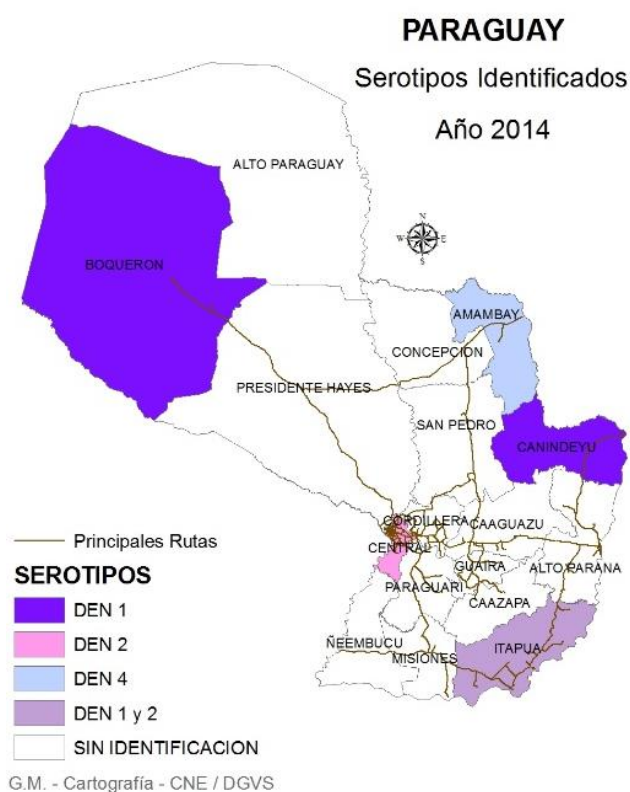 PARAGUAY
Serotipos Identificados
Año 2014
ALTO PARAGUAY
N
W E
S
BOQUERON
AMAMBAY
CONCEPCION
PRESIDENTE HAYES
SAN PEDRO
CANINDEYU
CORDILLERA
CAAGUAZU
CENTRAL
GUAIRA
ALTO PARANA
PARAGUARI
CAAZAPA
ÑEEMBUCU
MISIONES
ITAPUA
Principales Rutas
SEROTIPOS
DEN 1
DEN 2
DEN 4
DEN 1 y 2
SIN IDENTIFICACION
G.M. - Cartografía - CNE / DGVS